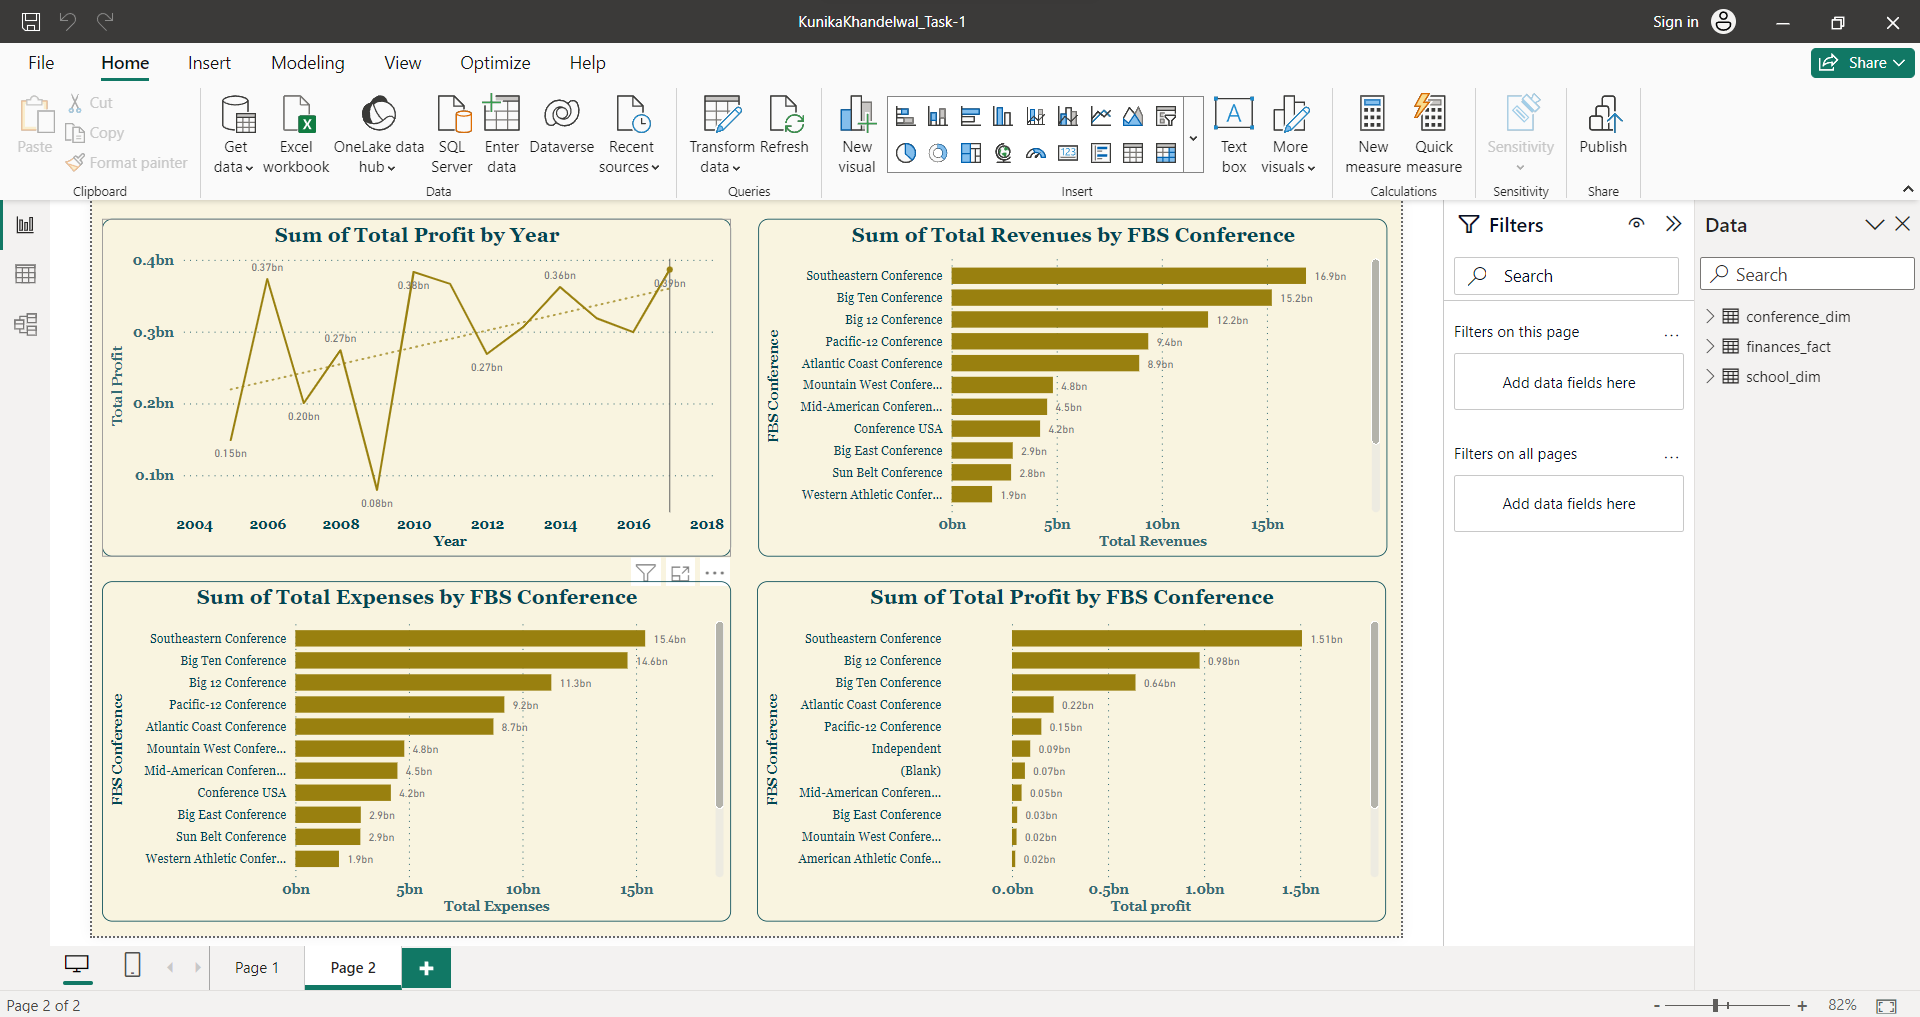 KunikaKhandelwal_Task-1
Sign in
File Home Insert Modeling View Optimize Help
Share
Paste
Cut
Copy
Format painter
Clipboard
Get data
Excel workbook
OneLake data hub
SQL Server
Enter data
Dataverse
Recent sources
Data
Transform data
Refresh
Queries
New visual
123
A
Text box
More visuals
Insert
New measure
Quick measure
Calculations
Sensitivity
Sensitivity
Publish
Share
Sum of Total Profit by Year
Total Profit
0.4bn
0.3bn
0.2bn
0.1bn
0.37bn
0.38bn
0.36bn
0.39bn
0.27bn
0.27bn
0.20bn
0.15bn
0.08bn
2004 2006 2008 2010 2012 2014 2016 2018
Year
Sum of Total Revenues by FBS Conference
FBS Conference
Southeastern Conference 16.9bn
Big Ten Conference 15.2bn
Big 12 Conference 12.2bn
Pacific-12 Conference 9.4bn
Atlantic Coast Conference 8.9bn
Mountain West Confere... 4.8bn
Mid-American Conferen... 4.5bn
Conference USA 4.2bn
Big East Conference 2.9bn
Sun Belt Conference 2.8bn
Western Athletic Confer... 1.9bn
0bn 5bn 10bn 15bn
Total Revenues
Sum of Total Expenses by FBS Conference
FBS Conference
Southeastern Conference 15.4bn
Big Ten Conference 14.6bn
Big 12 Conference 11.3bn
Pacific-12 Conference 9.2bn
Atlantic Coast Conference 8.7bn
Mountain West Confere... 4.8bn
Mid-American Conferen... 4.5bn
Conference USA 4.2bn
Big East Conference 2.9bn
Sun Belt Conference 2.9bn
Western Athletic Confer... 1.9bn
0bn 5bn 10bn 15bn
Total Expenses
Sum of Total Profit by FBS Conference
FBS Conference
Southeastern Conference 1.51bn
Big 12 Conference 0.98bn
Big Ten Conference 0.64bn
Atlantic Coast Conference 0.22bn
Pacific-12 Conference 0.15bn
Independent 0.09bn
(Blank) 0.07bn
Mid-American Conferen... 0.05bn
Big East Conference 0.03bn
Mountain West Confere... 0.02bn
American Athletic Confe... 0.02bn
0.0bn 0.5bn 1.0bn 1.5bn
Total profit
Filters
Search
Filters on this page
Add data fields here
Filters on all pages
Add data fields here
Data
Search
conference_dim
finances_fact
school_dim
Page 1
Page 2
Page 2 of 2
- + 82%